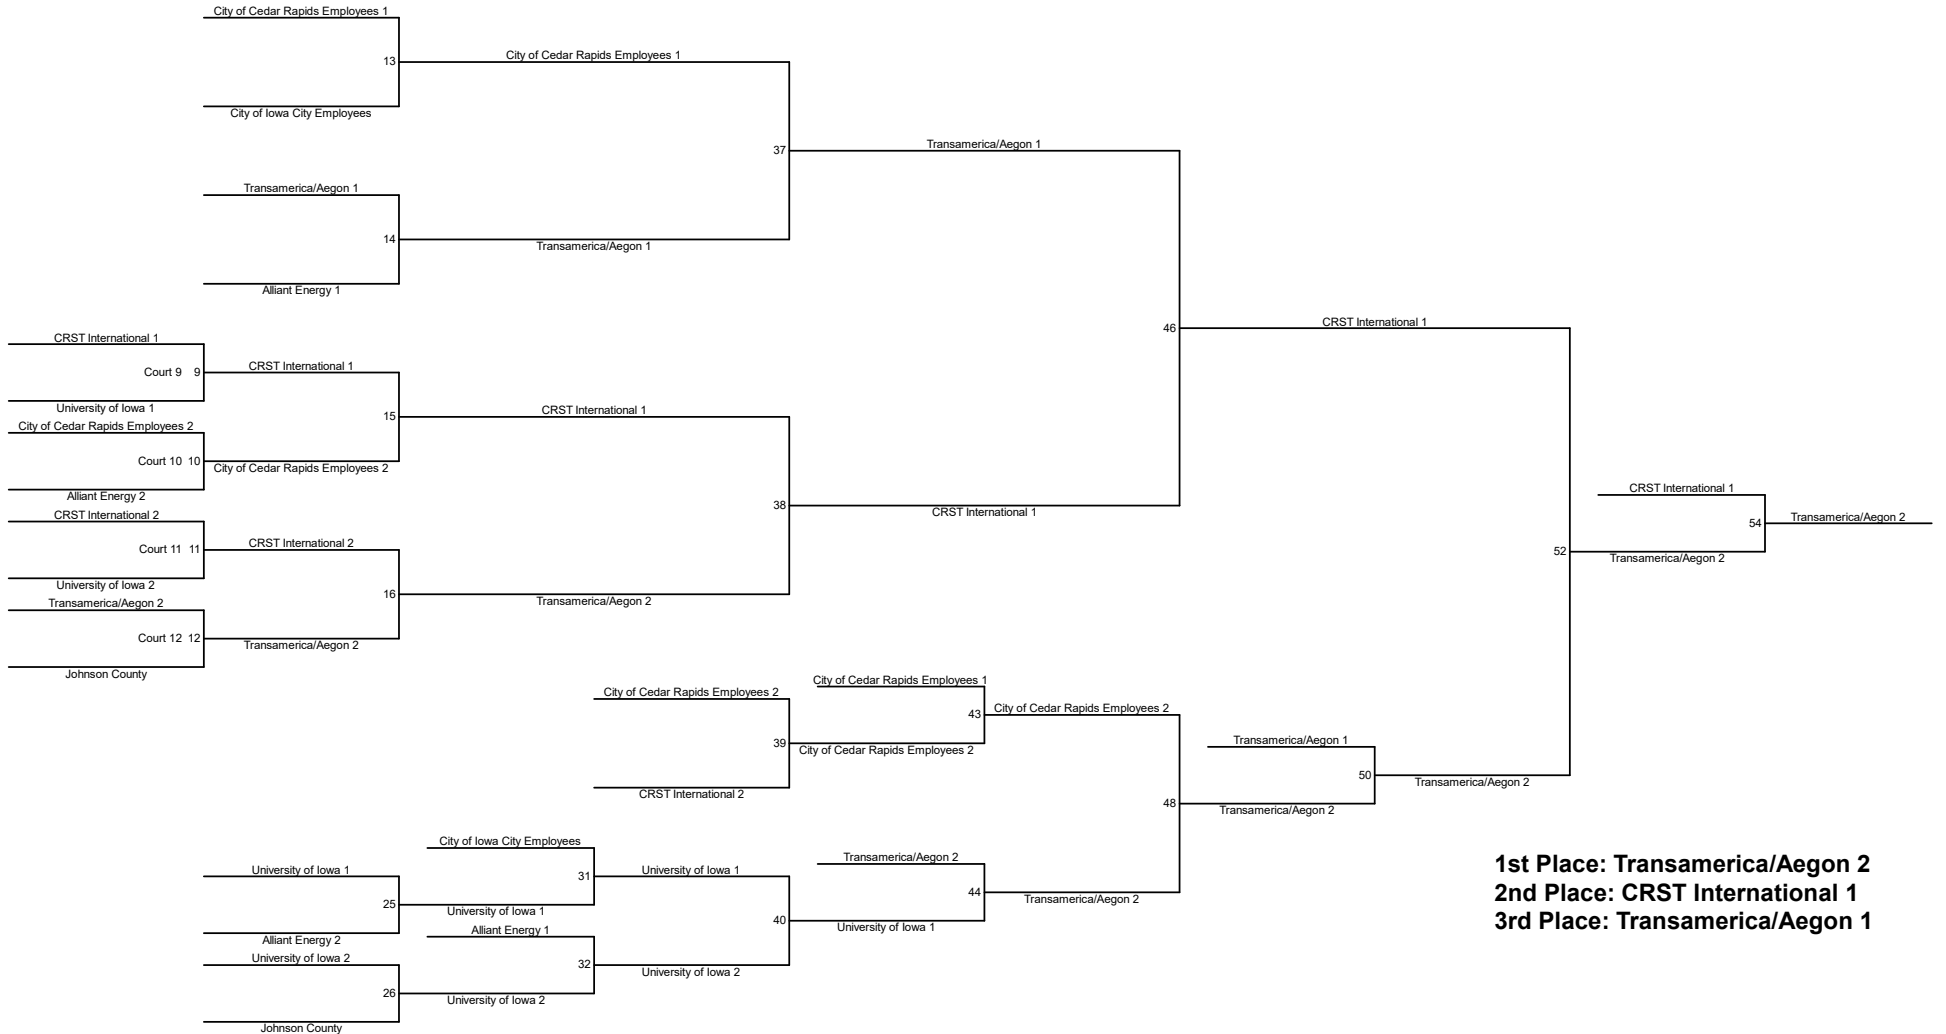 City of Cedar Rapids Employees 1
13
City of Cedar Rapids Employees 1
City of Iowa City Employees
37
Transamerica/Aegon 1
Transamerica/Aegon 1
14
Transamerica/Aegon 1
Alliant Energy 1
46
CRST International 1
CRST International 1
Court 9 9
CRST International 1
University of Iowa 1
15
CRST International 1
City of Cedar Rapids Employees 2
Court 10 10
City of Cedar Rapids Employees 2
Alliant Energy 2
38
CRST International 1
CRST International 2
Court 11 11
CRST International 2
University of Iowa 2
16
Transamerica/Aegon 2
Transamerica/Aegon 2
Court 12 12
Transamerica/Aegon 2
Johnson County
CRST International 1
54
Transamerica/Aegon 2
52
Transamerica/Aegon 2
City of Cedar Rapids Employees 2
City of Cedar Rapids Employees 1
43
City of Cedar Rapids Employees 2
39
City of Cedar Rapids Employees 2
CRST International 2
Transamerica/Aegon 1
50
Transamerica/Aegon 2
48
Transamerica/Aegon 2
City of Iowa City Employees
University of Iowa 1
31
University of Iowa 1
25
University of Iowa 1
Alliant Energy 2
Transamerica/Aegon 2
44
Transamerica/Aegon 2
40
University of Iowa 1
Alliant Energy 1
University of Iowa 2
32
University of Iowa 2
26
University of Iowa 2
Johnson County
1st Place: Transamerica/Aegon 2
2nd Place: CRST International 1
3rd Place: Transamerica/Aegon 1